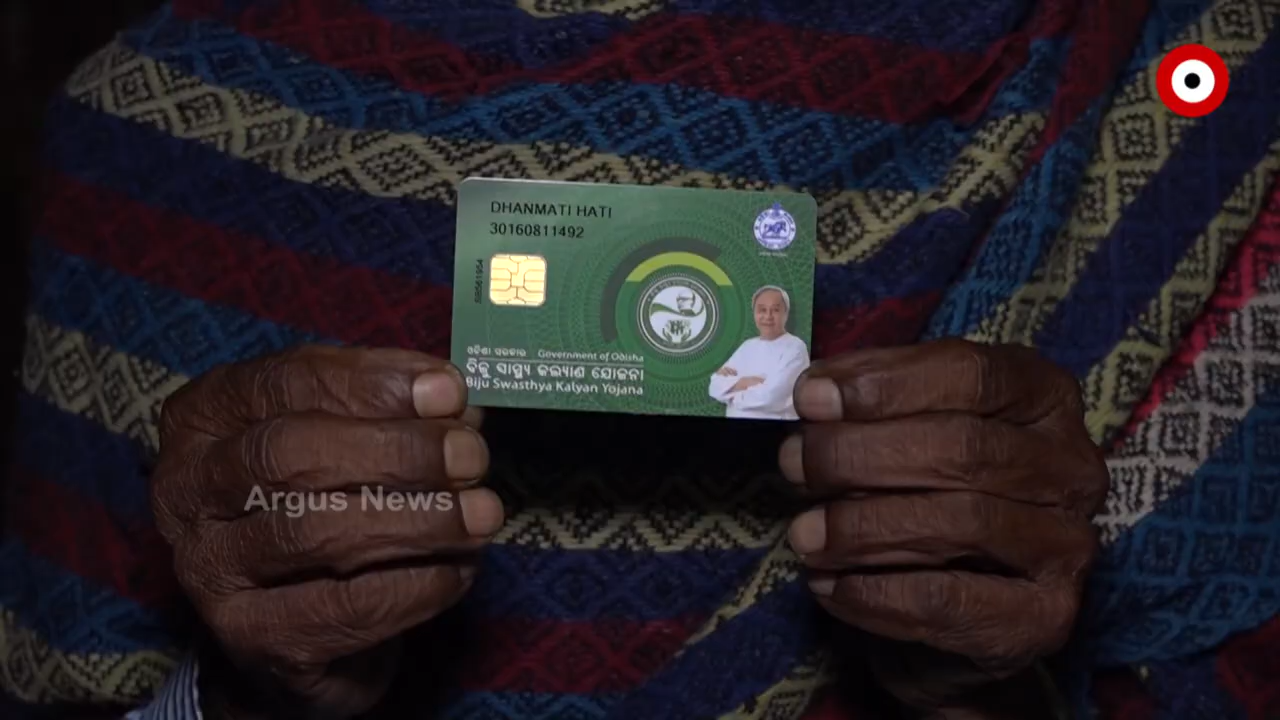 DHANMATI HATI
30160811492
ଓଡ଼ିଶା ସରକାର Government of Odisha
ବିଜୁ ସ୍ୱାସ୍ଥ୍ୟ କଲ୍ୟାଣ ଯୋଜନା
Biju Swasthya Kalyan Yojana
Argus News